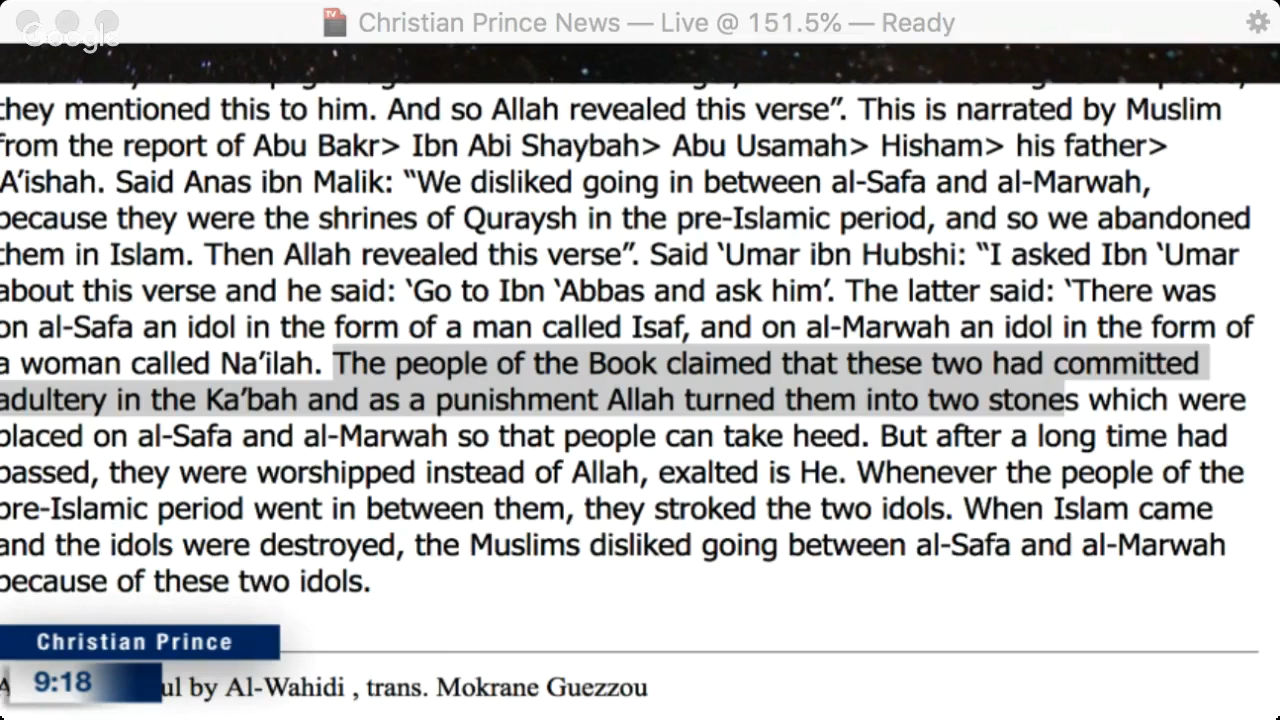 Christian Prince News — Live @ 151.5% — Ready
Google
they mentioned this to him. And so Allah revealed this verse”. This is narrated by Muslim
from the report of Abu Bakr> Ibn Abi Shaybah> Abu Usamah> Hisham> his father>
A’ishah. Said Anas ibn Malik: “We disliked going in between al-Safa and al-Marwah,
because they were the shrines of Quraysh in the pre-Islamic period, and so we abandoned
them in Islam. Then Allah revealed this verse”. Said ‘Umar ibn Hubshi: “I asked Ibn ‘Umar
about this verse and he said: ‘Go to Ibn ‘Abbas and ask him’. The latter said: ‘There was
on al-Safa an idol in the form of a man called Isaf, and on al-Marwah an idol in the form of
a woman called Na’ilah. The people of the Book claimed that these two had committed
adultery in the Ka’bah and as a punishment Allah turned them into two stones which were
placed on al-Safa and al-Marwah so that people can take heed. But after a long time had
passed, they were worshipped instead of Allah, exalted is He. Whenever the people of the
pre-Islamic period went in between them, they stroked the two idols. When Islam came
and the idols were destroyed, the Muslims disliked going between al-Safa and al-Marwah
because of these two idols.
Christian Prince
9:18
ul by Al-Wahidi , trans. Mokrane Guezzou